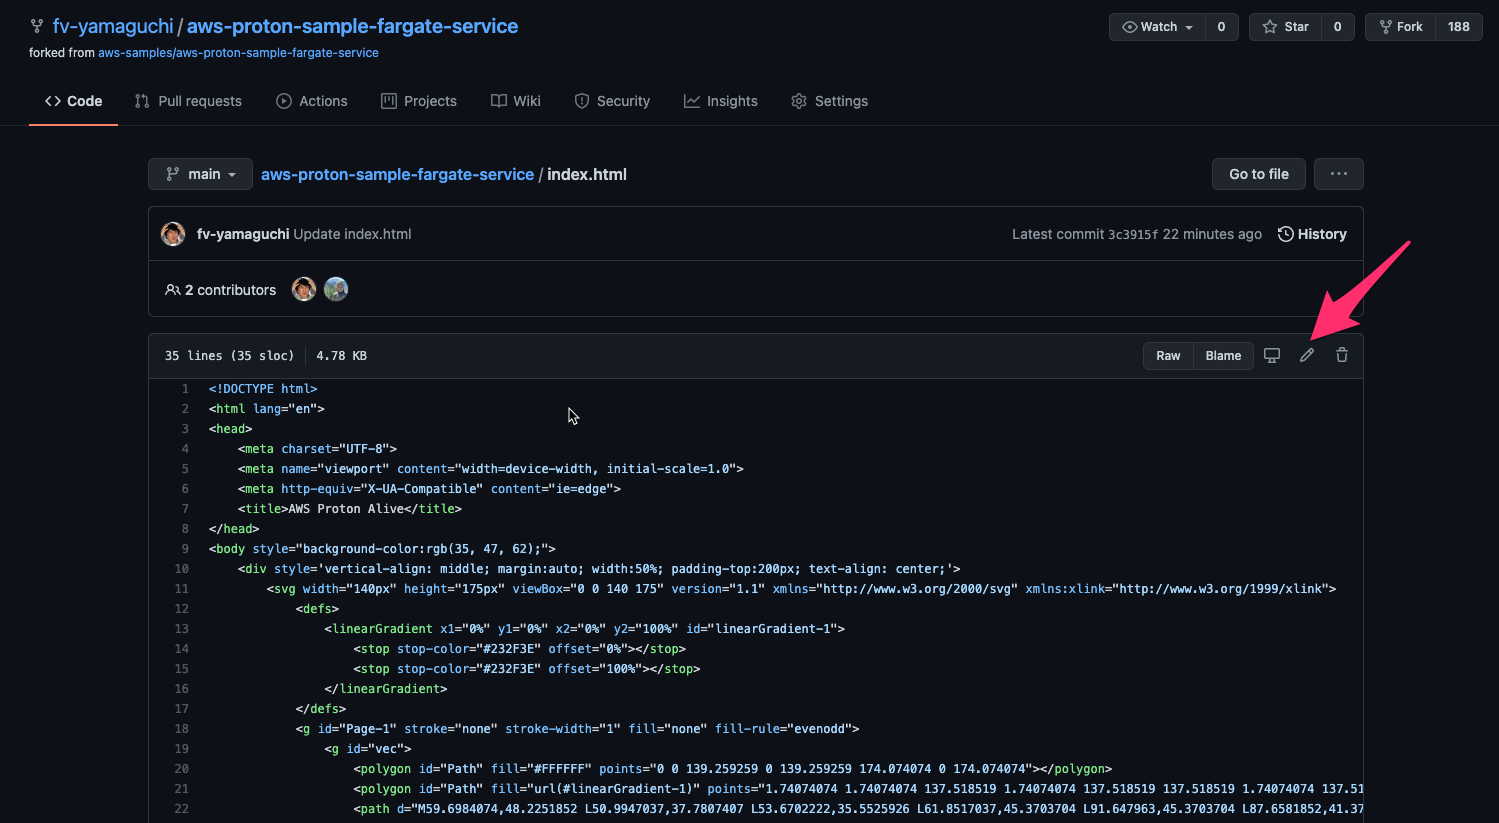 fv-yamaguchi / aws-proton-sample-fargate-service
Watch 0 Star 0 Fork 188
forked from aws-samples/aws-proton-sample-fargate-service
<> Code Pull requests Actions Projects Wiki Security Insights Settings
main aws-proton-sample-fargate-service / index.html Go to file ...
fv-yamaguchi Update index.html Latest commit 3c3915f 22 minutes ago History
2 contributors
35 lines (35 sloc) 4.78 KB Raw Blame
1 <!DOCTYPE html>
2 <html lang="en">
3 <head>
4 <meta charset="UTF-8">
5 <meta name="viewport" content="width=device-width, initial-scale=1.0">
6 <meta http-equiv="X-UA-Compatible" content="ie=edge">
7 <title>AWS Proton Alive</title>
8 </head>
9 <body style="background-color:rgb(35, 47, 62);">
10 <div style='vertical-align: middle; margin:auto; width:50%; padding-top:200px; text-align: center;'>
11 <svg width="140px" height="175px" viewBox="0 0 140 175" version="1.1" xmlns="http://www.w3.org/2000/svg" xmlns:xlink="http://www.w3.org/1999/xlink">
12 <defs>
13 <linearGradient x1="0%" y1="0%" x2="0%" y2="100%" id="linearGradient-1">
14 <stop stop-color="#232F3E" offset="0%"></stop>
15 <stop stop-color="#232F3E" offset="100%"></stop>
16 </linearGradient>
17 </defs>
18 <g id="Page-1" stroke="none" stroke-width="1" fill="none" fill-rule="evenodd">
19 <g id="vec">
20 <polygon id="Path" fill="#FFFFFF" points="0 0 139.259259 0 139.259259 174.074074 0 174.074074"></polygon>
21 <polygon id="Path" fill="url(#linearGradient-1)" points="1.74074074 1.74074074 137.518519 1.74074074 137.518519 137.518519 1.74074074 137.51
22 <path d="M59.6984074,48.2251852 L50.9947037,37.7807407 L53.6702222,35.5525926 L61.8517037,45.3703704 L91.647963,45.3703704 L87.6581852,41.37